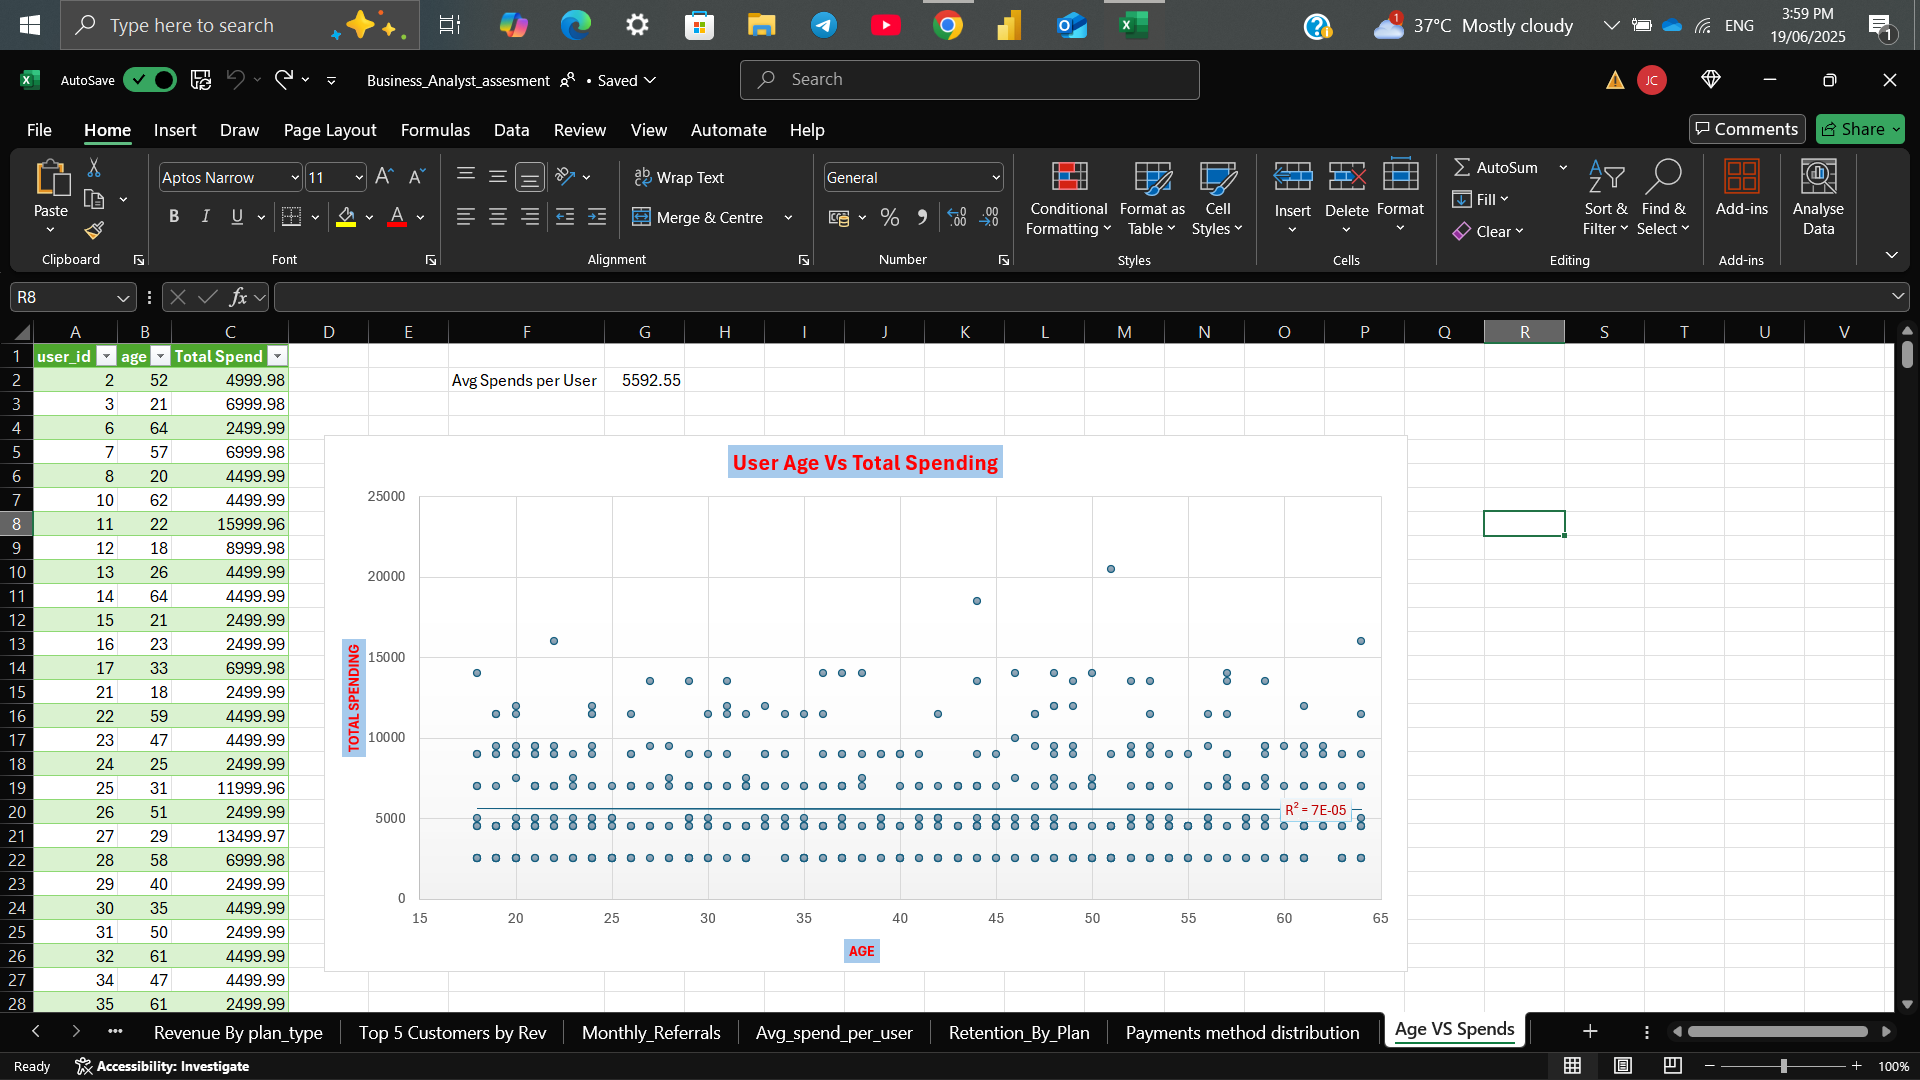 Type here to search
1
37°C Mostly cloudy
ENG
3:59 PM
19/06/2025
1
AutoSave
Business_Analyst_assesment
• Saved
Search
JC
File Home Insert Draw Page Layout Formulas Data Review View Automate Help
Comments
Share
Paste
Clipboard
Aptos Narrow
11
B I U
Font
Wrap Text
Merge & Centre
Alignment
General
Number
Conditional Formatting
Format as Table
Cell Styles
Styles
Insert
Delete
Format
Cells
AutoSum
Fill
Clear
Sort & Filter
Find & Select
Editing
Add-ins
Add-ins
Analyse Data
R8
fx
A B C D E F G H I J K L M N O P Q R S T U V
1 user_id age Total Spend
2 2 52 4999.98 Avg Spends per User 5592.55
3 3 21 6999.98
4 6 64 2499.99
5 7 57 6999.98
6 8 20 4499.99
7 10 62 4499.99
8 11 22 15999.96
9 12 18 8999.98
10 13 26 4499.99
11 14 64 4499.99
12 15 21 2499.99
13 16 23 2499.99
14 17 33 6999.98
15 21 18 2499.99
16 22 59 4499.99
17 23 47 4499.99
18 24 25 2499.99
19 25 31 11999.96
20 26 51 2499.99
21 27 29 13499.97
22 28 58 6999.98
23 29 40 2499.99
24 30 35 4499.99
25 31 50 2499.99
26 32 61 4499.99
27 34 47 4499.99
28 35 61 2499.99
User Age Vs Total Spending
TOTAL SPENDING
25000
20000
15000
10000
5000
0
R² = 7E-05
15 20 25 30 35 40 45 50 55 60 65
AGE
Revenue By plan_type Top 5 Customers by Rev Monthly_Referrals Avg_spend_per_user Retention_By_Plan Payments method distribution Age VS Spends
Ready
Accessibility: Investigate
100%